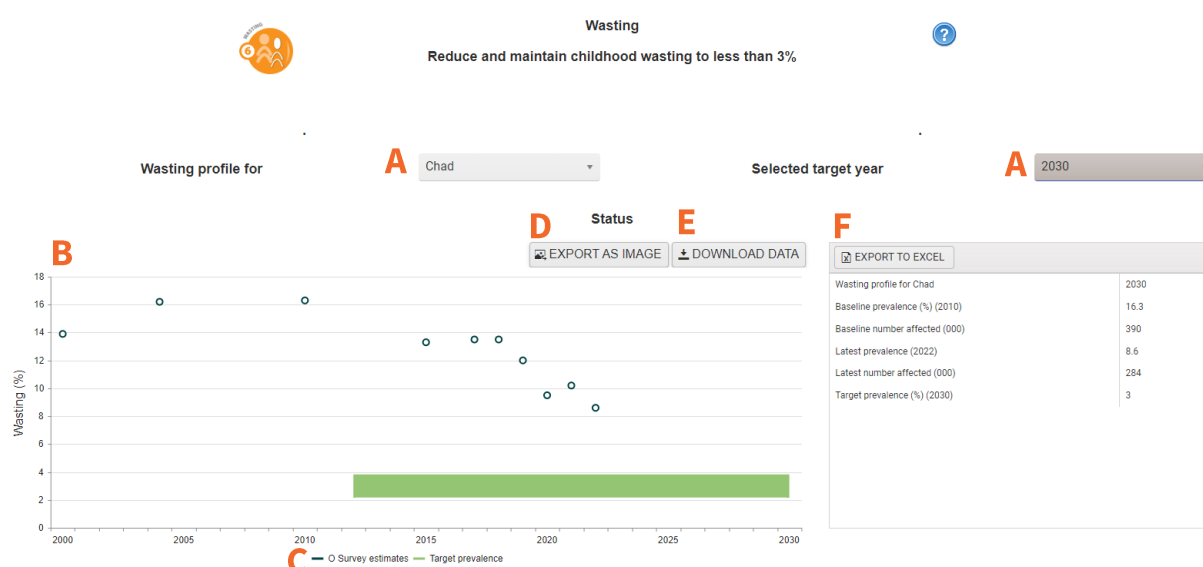 WASTING
6
Wasting
?
Reduce and maintain childhood wasting to less than 3%
Wasting profile for
A
Chad
Selected target year
A
2030
Status
B
D
EXPORT AS IMAGE
E
DOWNLOAD DATA
18
16
14
12
10
8
6
4
2
0
Wasting (%)
2000 2005 2010 2015 2020 2025 2030
C
O Survey estimates
Target prevalence
F
EXPORT TO EXCEL
Wasting profile for Chad 2030
Baseline prevalence (%) (2010) 16.3
Baseline number affected (000) 390
Latest prevalence (2022) 8.6
Latest number affected (000) 284
Target prevalence (%) (2030) 3